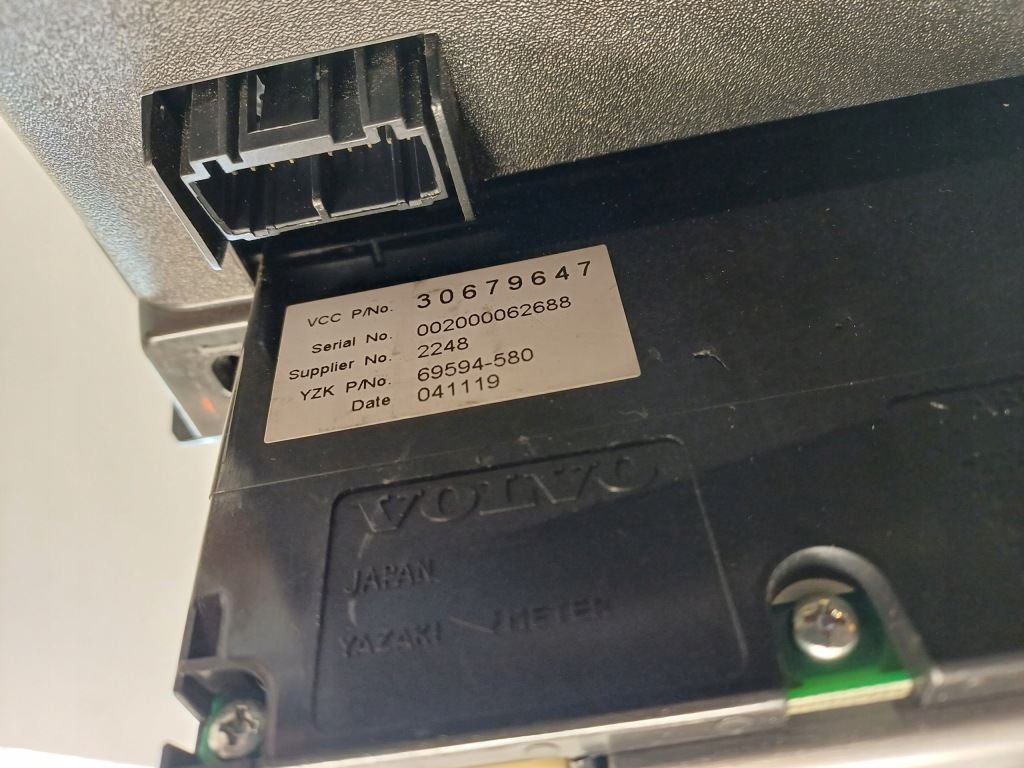 VCC P/No. 30679647
Serial No. 002000062688
Supplier No. 2248
YZK P/No. 69594-580
Date 041119
VOLVO
JAPAN
YAZAKI METER